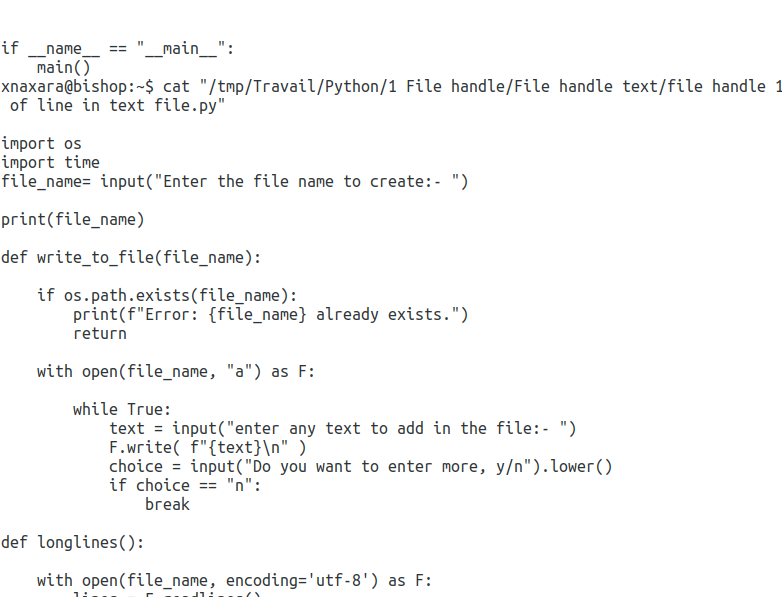 if __name__ == "__main__":
    main()
xnaxara@bishop:~$ cat "/tmp/Travail/Python/1 File handle/File handle text/file handle 1
 of line in text file.py"

import os
import time
file_name= input("Enter the file name to create:- ")

print(file_name)

def write_to_file(file_name):

    if os.path.exists(file_name):
        print(f"Error: {file_name} already exists.")
        return

    with open(file_name, "a") as F:

        while True:
            text = input("enter any text to add in the file:- ")
            F.write( f"{text}\n" )
            choice = input("Do you want to enter more, y/n").lower()
            if choice == "n":
                break

def longlines():

    with open(file_name, encoding='utf-8') as F:
        lines = F.readlines()